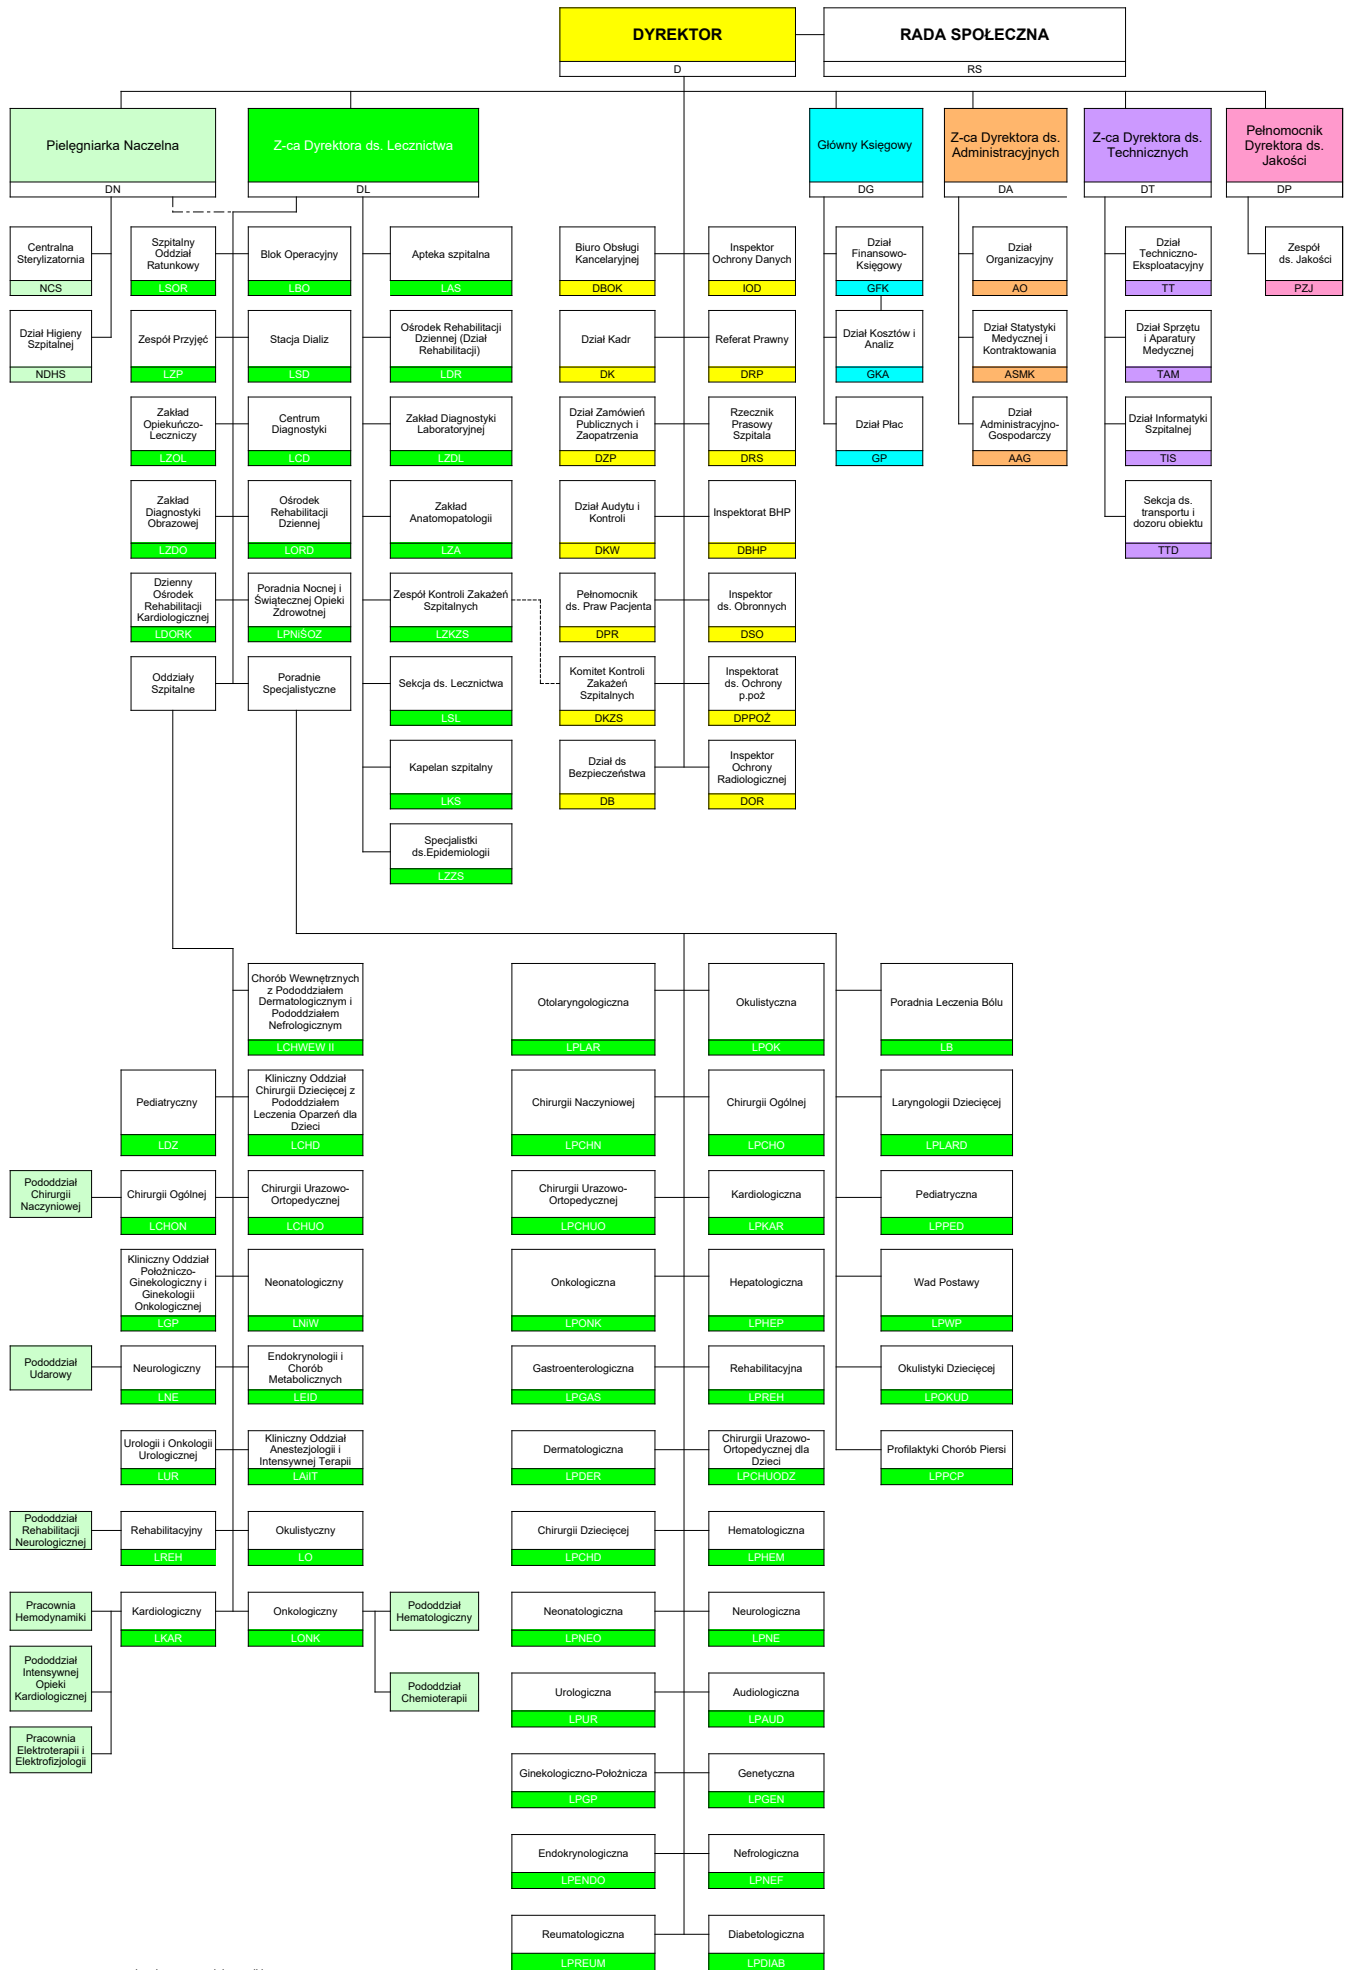 DYREKTOR
D
RADA SPOŁECZNA
RS
Pielęgniarka Naczelna
DN
Z-ca Dyrektora ds. Lecznictwa
DL
Główny Księgowy
DG
Z-ca Dyrektora ds.
Administracyjnych
DA
Z-ca Dyrektora ds.
Technicznych
DT
Pełnomocnik
Dyrektora ds.
Jakości
DP
Centralna
Sterylizatornia
NCS
Szpitalny
Oddział
Ratunkowy
LSOR
Blok Operacyjny
LBO
Apteka szpitalna
LAS
Biuro Obsługi
Kancelaryjnej
DBOK
Inspektor
Ochrony Danych
IOD
Dział
Finansowo-
Księgowy
GFK
Dział
Organizacyjny
AO
Dział
Techniczno-
Eksploatacyjny
TT
Zespół
ds. Jakości
PZJ
Dział Higieny
Szpitalnej
NDHS
Zespół Przyjęć
LZP
Stacja Dializ
LSD
Ośrodek Rehabilitacji
Dziennej (Dział
Rehabilitacji)
LDR
Dział Kadr
DK
Referat Prawny
DRP
Dział Kosztów i
Analiz
GKA
Dział Statystyki
Medycznej i
Kontraktowania
ASMK
Dział Sprzętu
i Aparatury
Medycznej
TAM
Zakład
Opiekuńczo-
Leczniczy
LZOL
Centrum
Diagnostyki
LCD
Zakład Diagnostyki
Laboratoryjnej
LZDL
Dział Zamówień
Publicznych i
Zaopatrzenia
DZP
Rzecznik
Prasowy
Szpitala
DRS
Dział Płac
GP
Dział
Administracyjno-
Gospodarczy
AAG
Dział Informatyki
Szpitalnej
TIS
Zakład
Diagnostyki
Obrazowej
LZDO
Ośrodek
Rehabilitacji
Dziennej
LORD
Zakład
Anatomopatologii
LZA
Dział Audytu i
Kontroli
DKW
Inspektorat BHP
DBHP
Sekcja ds.
transportu i
dozoru obiektu
TTD
Dzienny
Ośrodek
Rehabilitacji
Kardiologicznej
LDORK
Poradnia Nocnej i
Świątecznej Opieki
Zdrowotnej
LPNiŚOZ
Zespół Kontroli Zakażeń
Szpitalnych
LZKZS
Pełnomocnik
ds. Praw Pacjenta
DPR
Inspektor
ds. Obronnych
DSO
Oddziały
Szpitalne
Poradnie
Specjalistyczne
Sekcja ds. Lecznictwa
LSL
Komitet Kontroli
Zakażeń
Szpitalnych
DKZS
Inspektorat
ds. Ochrony
p.poż
DPPOŻ
Kapelan szpitalny
LKS
Dział ds
Bezpieczeństwa
DB
Inspektor
Ochrony
Radiologicznej
DOR
Specjalistki
ds.Epidemiologii
LZZS
Chorób Wewnętrznych
z Pododdziałem
Dermatologicznym i
Pododdziałem
Nefrologicznym
LCHWEW II
Otolaryngologiczna
LPLAR
Okulistyczna
LPOK
Poradnia Leczenia Bólu
LB
Pediatryczny
LDZ
Kliniczny Oddział
Chirurgii Dziecięcej z
Pododdziałem
Leczenia Oparzeń dla
Dzieci
LCHD
Chirurgii Naczyniowej
LPCHN
Chirurgii Ogólnej
LPCHO
Laryngologii Dziecięcej
LPLARD
Pododdział
Chirurgii
Naczyniowej
Chirurgii Ogólnej
LCHON
Chirurgii Urazowo-
Ortopedycznej
LCHUO
Chirurgii Urazowo-
Ortopedycznej
LPCHUO
Kardiologiczna
LPKAR
Pediatryczna
LPPED
Kliniczny Oddział
Położniczo-
Ginekologiczny i
Ginekologii
Onkologicznej
LGP
Neonatologiczny
LNiW
Onkologiczna
LPONK
Hepatologiczna
LPHEP
Wad Postawy
LPWP
Pododdział
Udarowy
Neurologiczny
LNE
Endokrynologii i
Chorób
Metabolicznych
LEID
Gastroenterologiczna
LPGAS
Rehabilitacyjna
LPREH
Okulistyki Dziecięcej
LPOKUD
Urologii i Onkologii
Urologicznej
LUR
Kliniczny Oddział
Anestezjologii i
Intensywnej Terapii
LAiIT
Dermatologiczna
LPDER
Chirurgii Urazowo-
Ortopedycznej dla
Dzieci
LPCHUODZ
Profilaktyki Chorób Piersi
LPPCP
Pododdział
Rehabilitacji
Neurologicznej
Rehabilitacyjny
LREH
Okulistyczny
LO
Chirurgii Dziecięcej
LPCHD
Hematologiczna
LPHEM
Pracownia
Hemodynamiki
Kardiologiczny
LKAR
Onkologiczny
LONK
Pododdział
Hematologiczny
Neonatologiczna
LPNEO
Neurologiczna
LPNE
Pododdział
Intensywnej
Opieki
Kardiologicznej
Pododdział
Chemioterapii
Urologiczna
LPUR
Audiologiczna
LPAUD
Pracownia
Elektroterapii i
Elektrofizjologii
Ginekologiczno-Położnicza
LPGP
Genetyczna
LPGEN
Endokrynologiczna
LPENDO
Nefrologiczna
LPNEF
Reumatologiczna
LPREUM
Diabetologiczna
LPDIAB